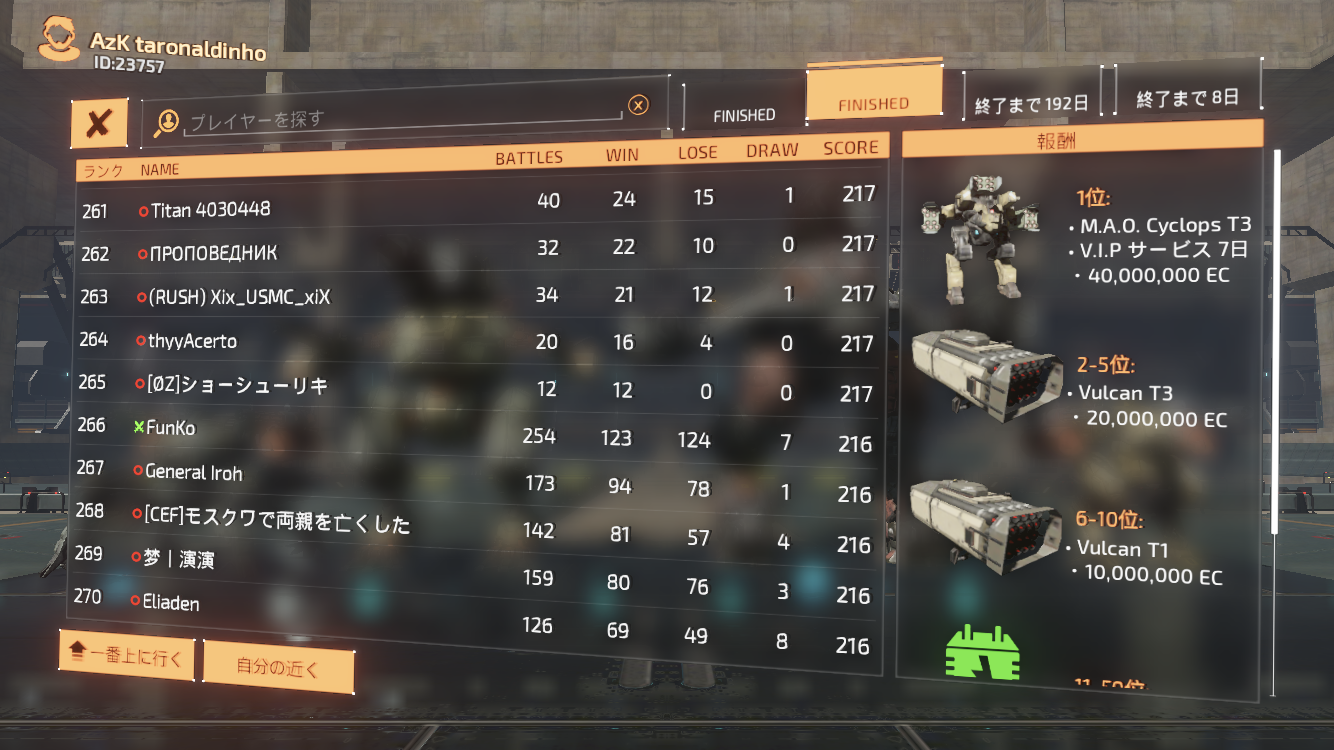 AzK taronaldinho
ID:23757
プレイヤーを探す
FINISHED
FINISHED
終了まで 192日
終了まで 8日
ランク NAME BATTLES WIN LOSE DRAW SCORE
261 Titan 4030448 40 24 15 1 217
262 ПРОПОВЕДНИК 32 22 10 0 217
263 (RUSH) Xix_USMC_xiX 34 21 12 1 217
264 thyyAcerto 20 16 4 0 217
265 [ØZ]ショーシューリキ 12 12 0 0 217
266 FunKo 254 123 124 7 216
267 General Iroh 173 94 78 1 216
268 [CEF]モスクワで両親を亡くした 142 81 57 4 216
269 梦 | 演演 159 80 76 3 216
270 Eliaden 126 69 49 8 216
一番上に行く
自分の近く
報酬
1位:
• M.A.O. Cyclops T3
• V.I.P サービス 7日
• 40,000,000 EC
2-5位:
• Vulcan T3
• 20,000,000 EC
6-10位:
• Vulcan T1
• 10,000,000 EC
11-50位: